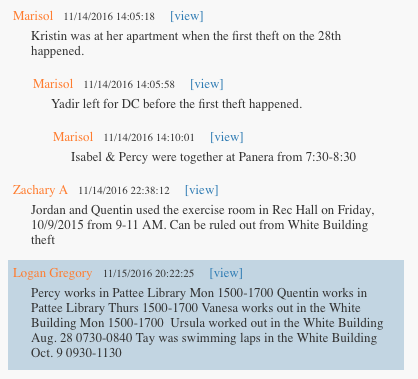 Marisol 11/14/2016 14:05:18 [view]
Kristin was at her apartment when the first theft on the 28th
happened.
Marisol 11/14/2016 14:05:58 [view]
Yadir left for DC before the first theft happened.
Marisol 11/14/2016 14:10:01 [view]
Isabel & Percy were together at Panera from 7:30-8:30
Zachary A 11/14/2016 22:38:12 [view]
Jordan and Quentin used the exercise room in Rec Hall on Friday,
10/9/2015 from 9-11 AM. Can be ruled out from White Building
theft
Logan Gregory 11/15/2016 20:22:25 [view]
Percy works in Pattee Library Mon 1500-1700 Quentin works in
Pattee Library Thurs 1500-1700 Vanesa works out in the White
Building Mon 1500-1700 Ursula worked out in the White Building
Aug. 28 0730-0840 Tay was swimming laps in the White Building
Oct. 9 0930-1130